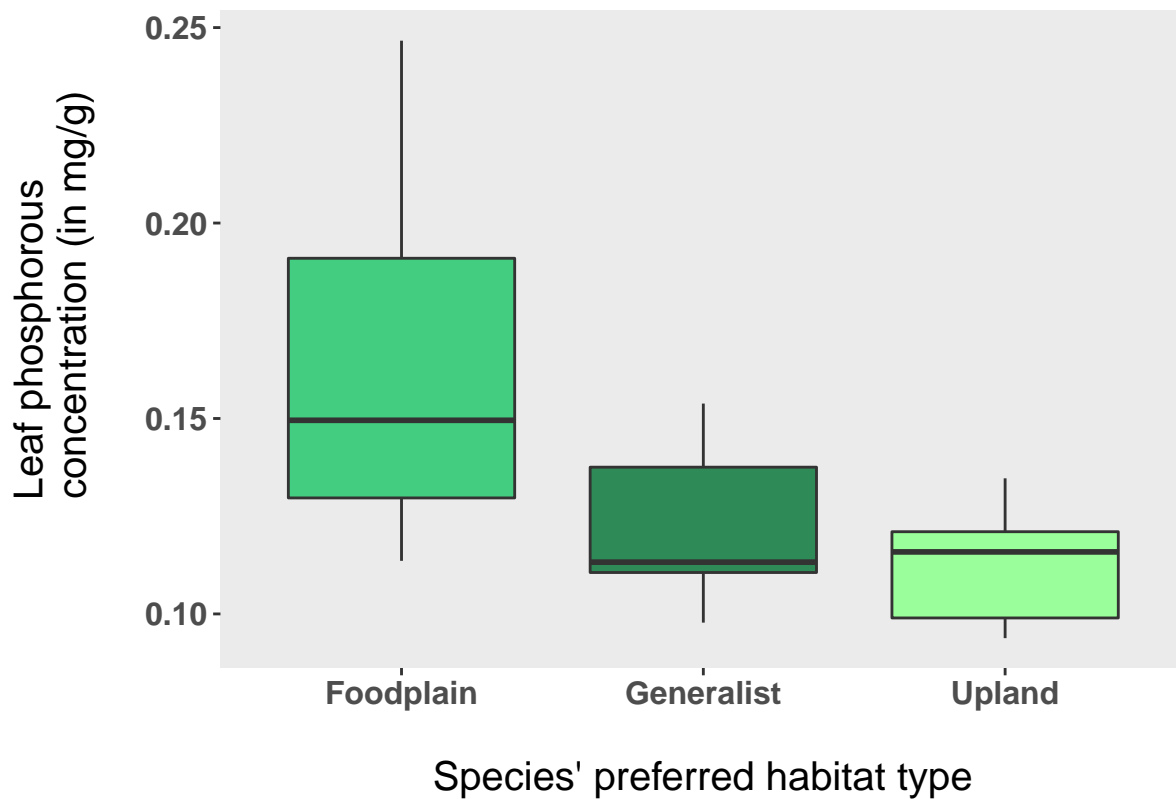 Leaf phosphorous
concentration (in mg/g)
0.25
0.20
0.15
0.10
Foodplain
Generalist
Upland
Species' preferred habitat type